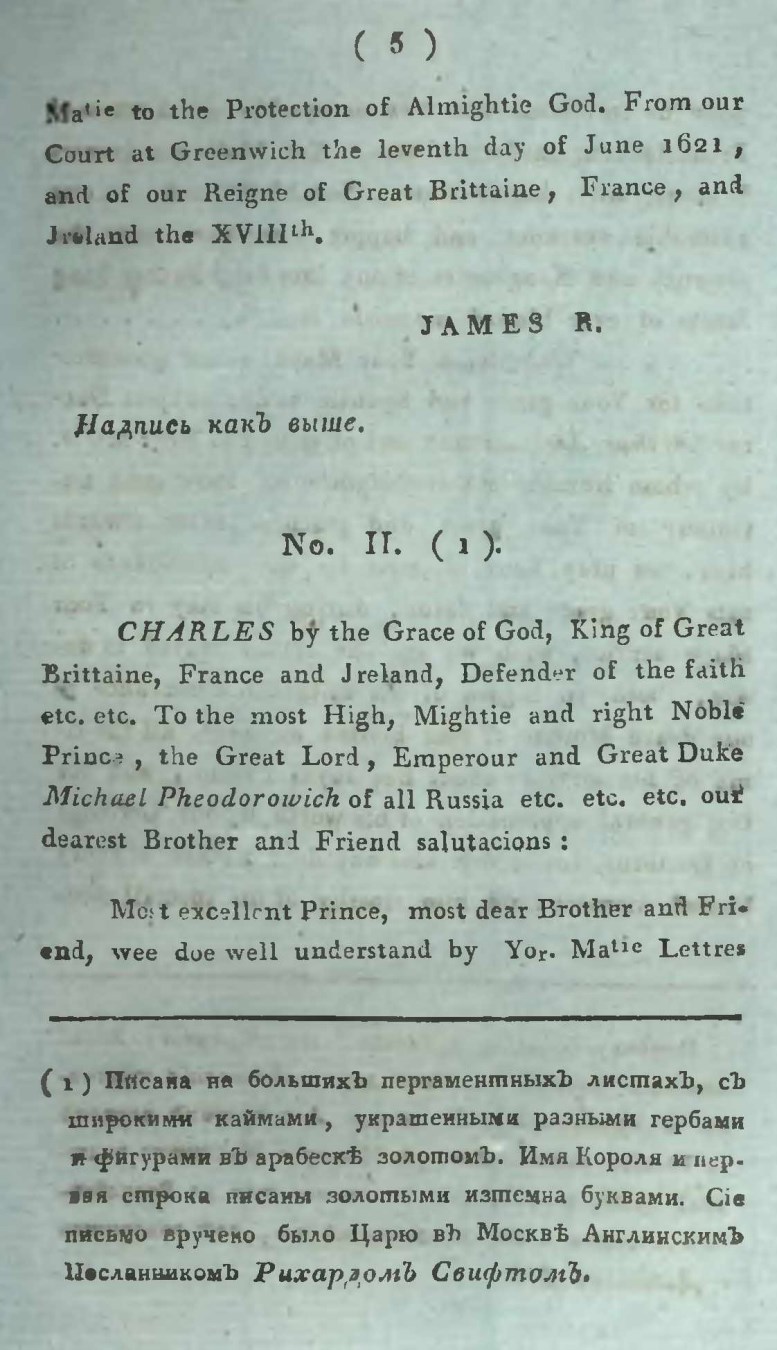 ( 5 )
Matie to the Protection of Almightie God. From our
Court at Greenwich the leventh day of June 1621 ,
and of our Reigne of Great Brittaine, France, and
Jreland the XVIIIth.
JAMES R.
Надпись какъ выше.
No. II. ( 1 ).
CHARLES by the Grace of God, King of Great
Brittaine, France and Jreland, Defender of the faith
etc. etc. To the most High, Mightie and right Noble
Prince , the Great Lord, Emperour and Great Duke
Michael Pheodorowich of all Russia etc. etc. etc. our
dearest Brother and Friend salutacions :
Most excellent Prince, most dear Brother and Fri-
end, wee doe well understand by Yor. Matie Lettres
( 1 ) Писана на большихъ пергаментныхъ листахъ, съ
широкими каймами, украшенными разными гербами
и фигурами въ арабескѣ золотомъ. Имя Короля и пер-
вая строка писаны золотыми изтемна буквами. Сіе
письмо вручено было Царю въ Москвѣ Англинскимъ
Посланникомъ Рихардомъ Свифтомъ.